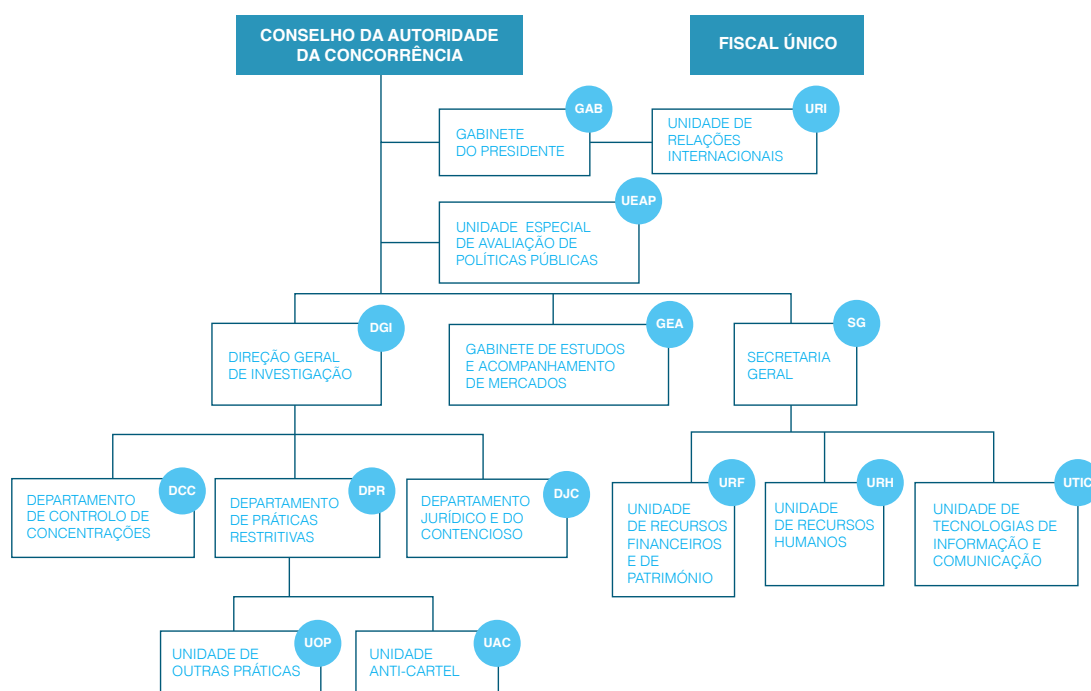 CONSELHO DA AUTORIDADE
DA CONCORRÊNCIA
FISCAL ÚNICO
GAB
GABINETE
DO PRESIDENTE
URI
UNIDADE DE
RELAÇÕES
INTERNACIONAIS
UEAP
UNIDADE ESPECIAL
DE AVALIAÇÃO DE
POLÍTICAS PÚBLICAS
DGI
DIREÇÃO GERAL
DE INVESTIGAÇÃO
GEA
GABINETE DE ESTUDOS
E ACOMPANHAMENTO
DE MERCADOS
SG
SECRETARIA
GERAL
DCC
DEPARTAMENTO
DE CONTROLO DE
CONCENTRAÇÕES
DPR
DEPARTAMENTO
DE PRÁTICAS
RESTRITIVAS
DJC
DEPARTAMENTO
JURÍDICO E DO
CONTENCIOSO
URF
UNIDADE
DE RECURSOS
FINANCEIROS
E DE
PATRIMÓNIO
URH
UNIDADE
DE RECURSOS
HUMANOS
UTIC
UNIDADE DE
TECNOLOGIAS DE
INFORMAÇÃO E
COMUNICAÇÃO
UOP
UNIDADE DE
OUTRAS PRÁTICAS
UAC
UNIDADE
ANTI-CARTEL